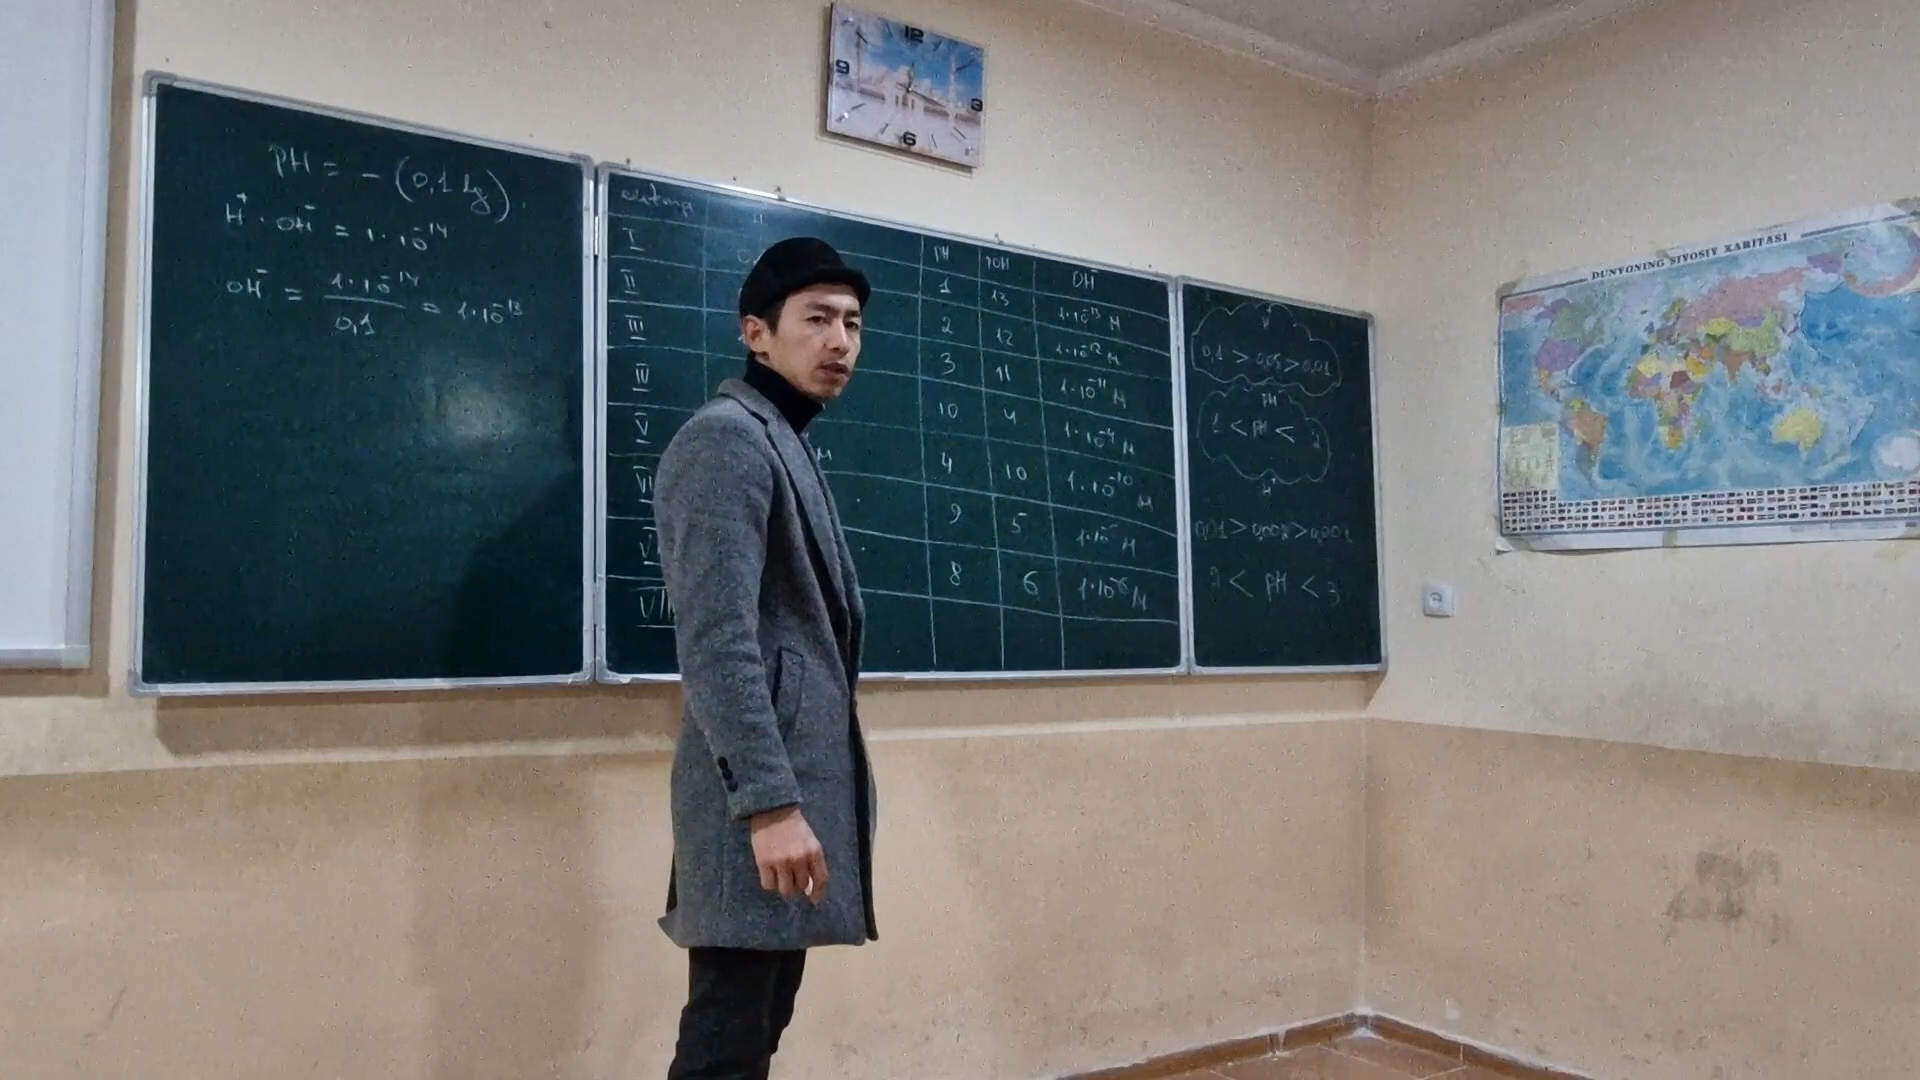 12
9
3
6
pH = - (0,1 lg).
H⁺ · OH⁻ = 1·10⁻¹⁴
OH⁻ = 1·10⁻¹⁴ / 0,1 = 1·10⁻¹³
H
pH pOH OH⁻
I
1 13 1·10⁻¹³ M
II
2 12 1·10⁻¹² M
III
3 11 1·10⁻¹¹ M
IV
10 4 1·10⁻⁴ M
V
M 4 10 1·10⁻¹⁰ M
VI
9 5 1·10⁻⁵ M
V
8 6 1·10⁻⁶ M
VII
0,1 > 0,05 > 0,01
pH
1 < pH < 2
H⁺
0,01 > 0,002 > 0,001
2 < pH < 3
DUNYONING SIYOSIY XARITASI